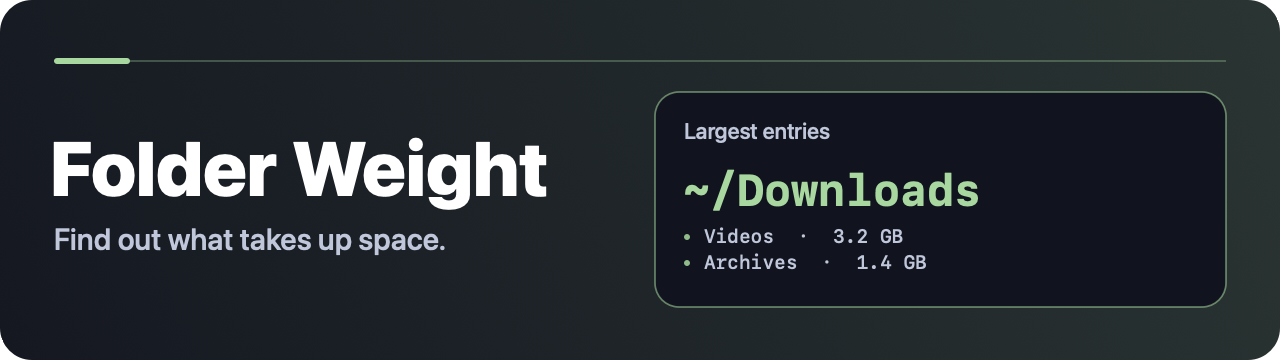 Folder Weight
Find out what takes up space.
Largest entries
~/Downloads
• Videos · 3.2 GB
• Archives · 1.4 GB